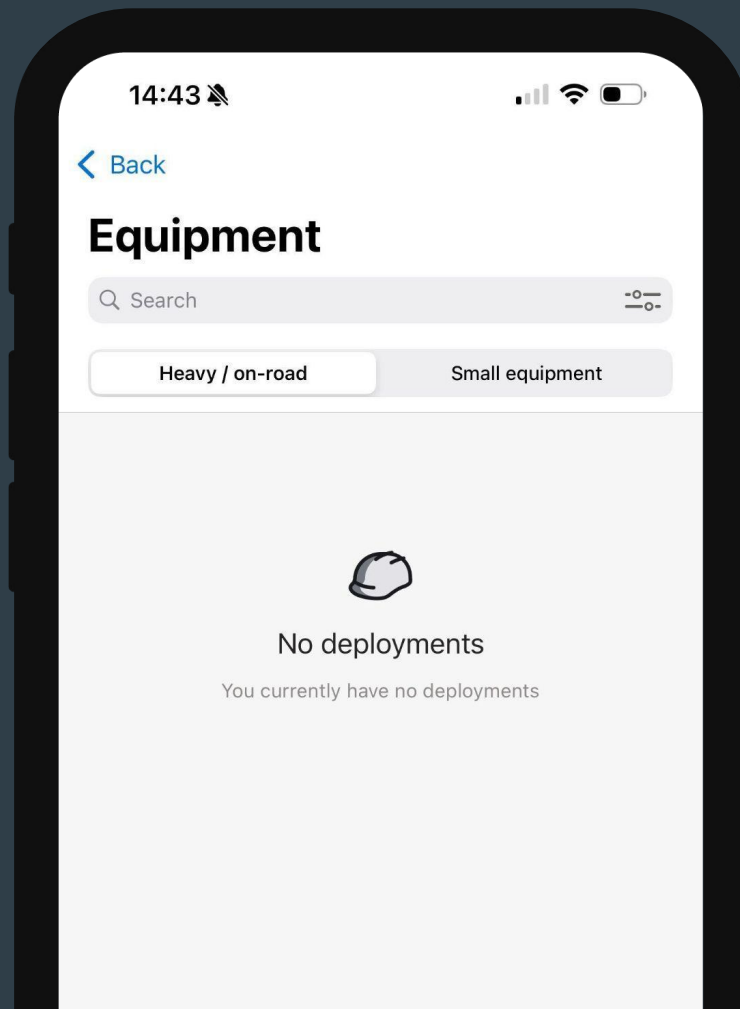 14:43
Back
Equipment
Search
Heavy / on-road
Small equipment
No deployments
You currently have no deployments